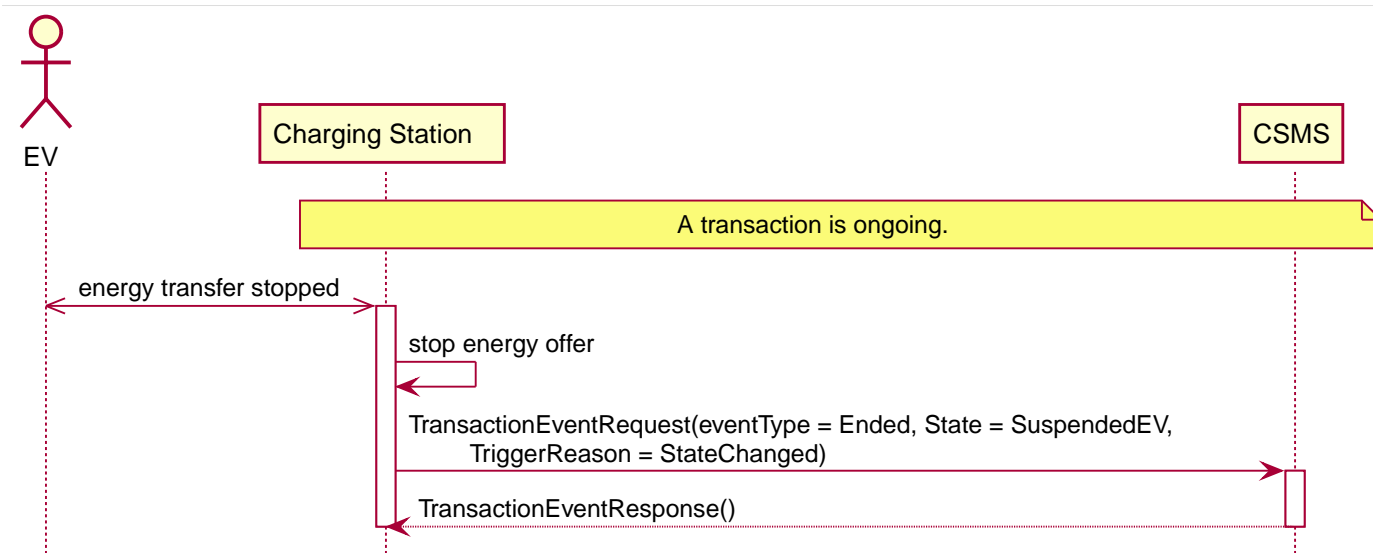 EV
Charging Station
CSMS
A transaction is ongoing.
energy transfer stopped
stop energy offer
TransactionEventRequest(eventType = Ended, State = SuspendedEV,
TriggerReason = StateChanged)
TransactionEventResponse()